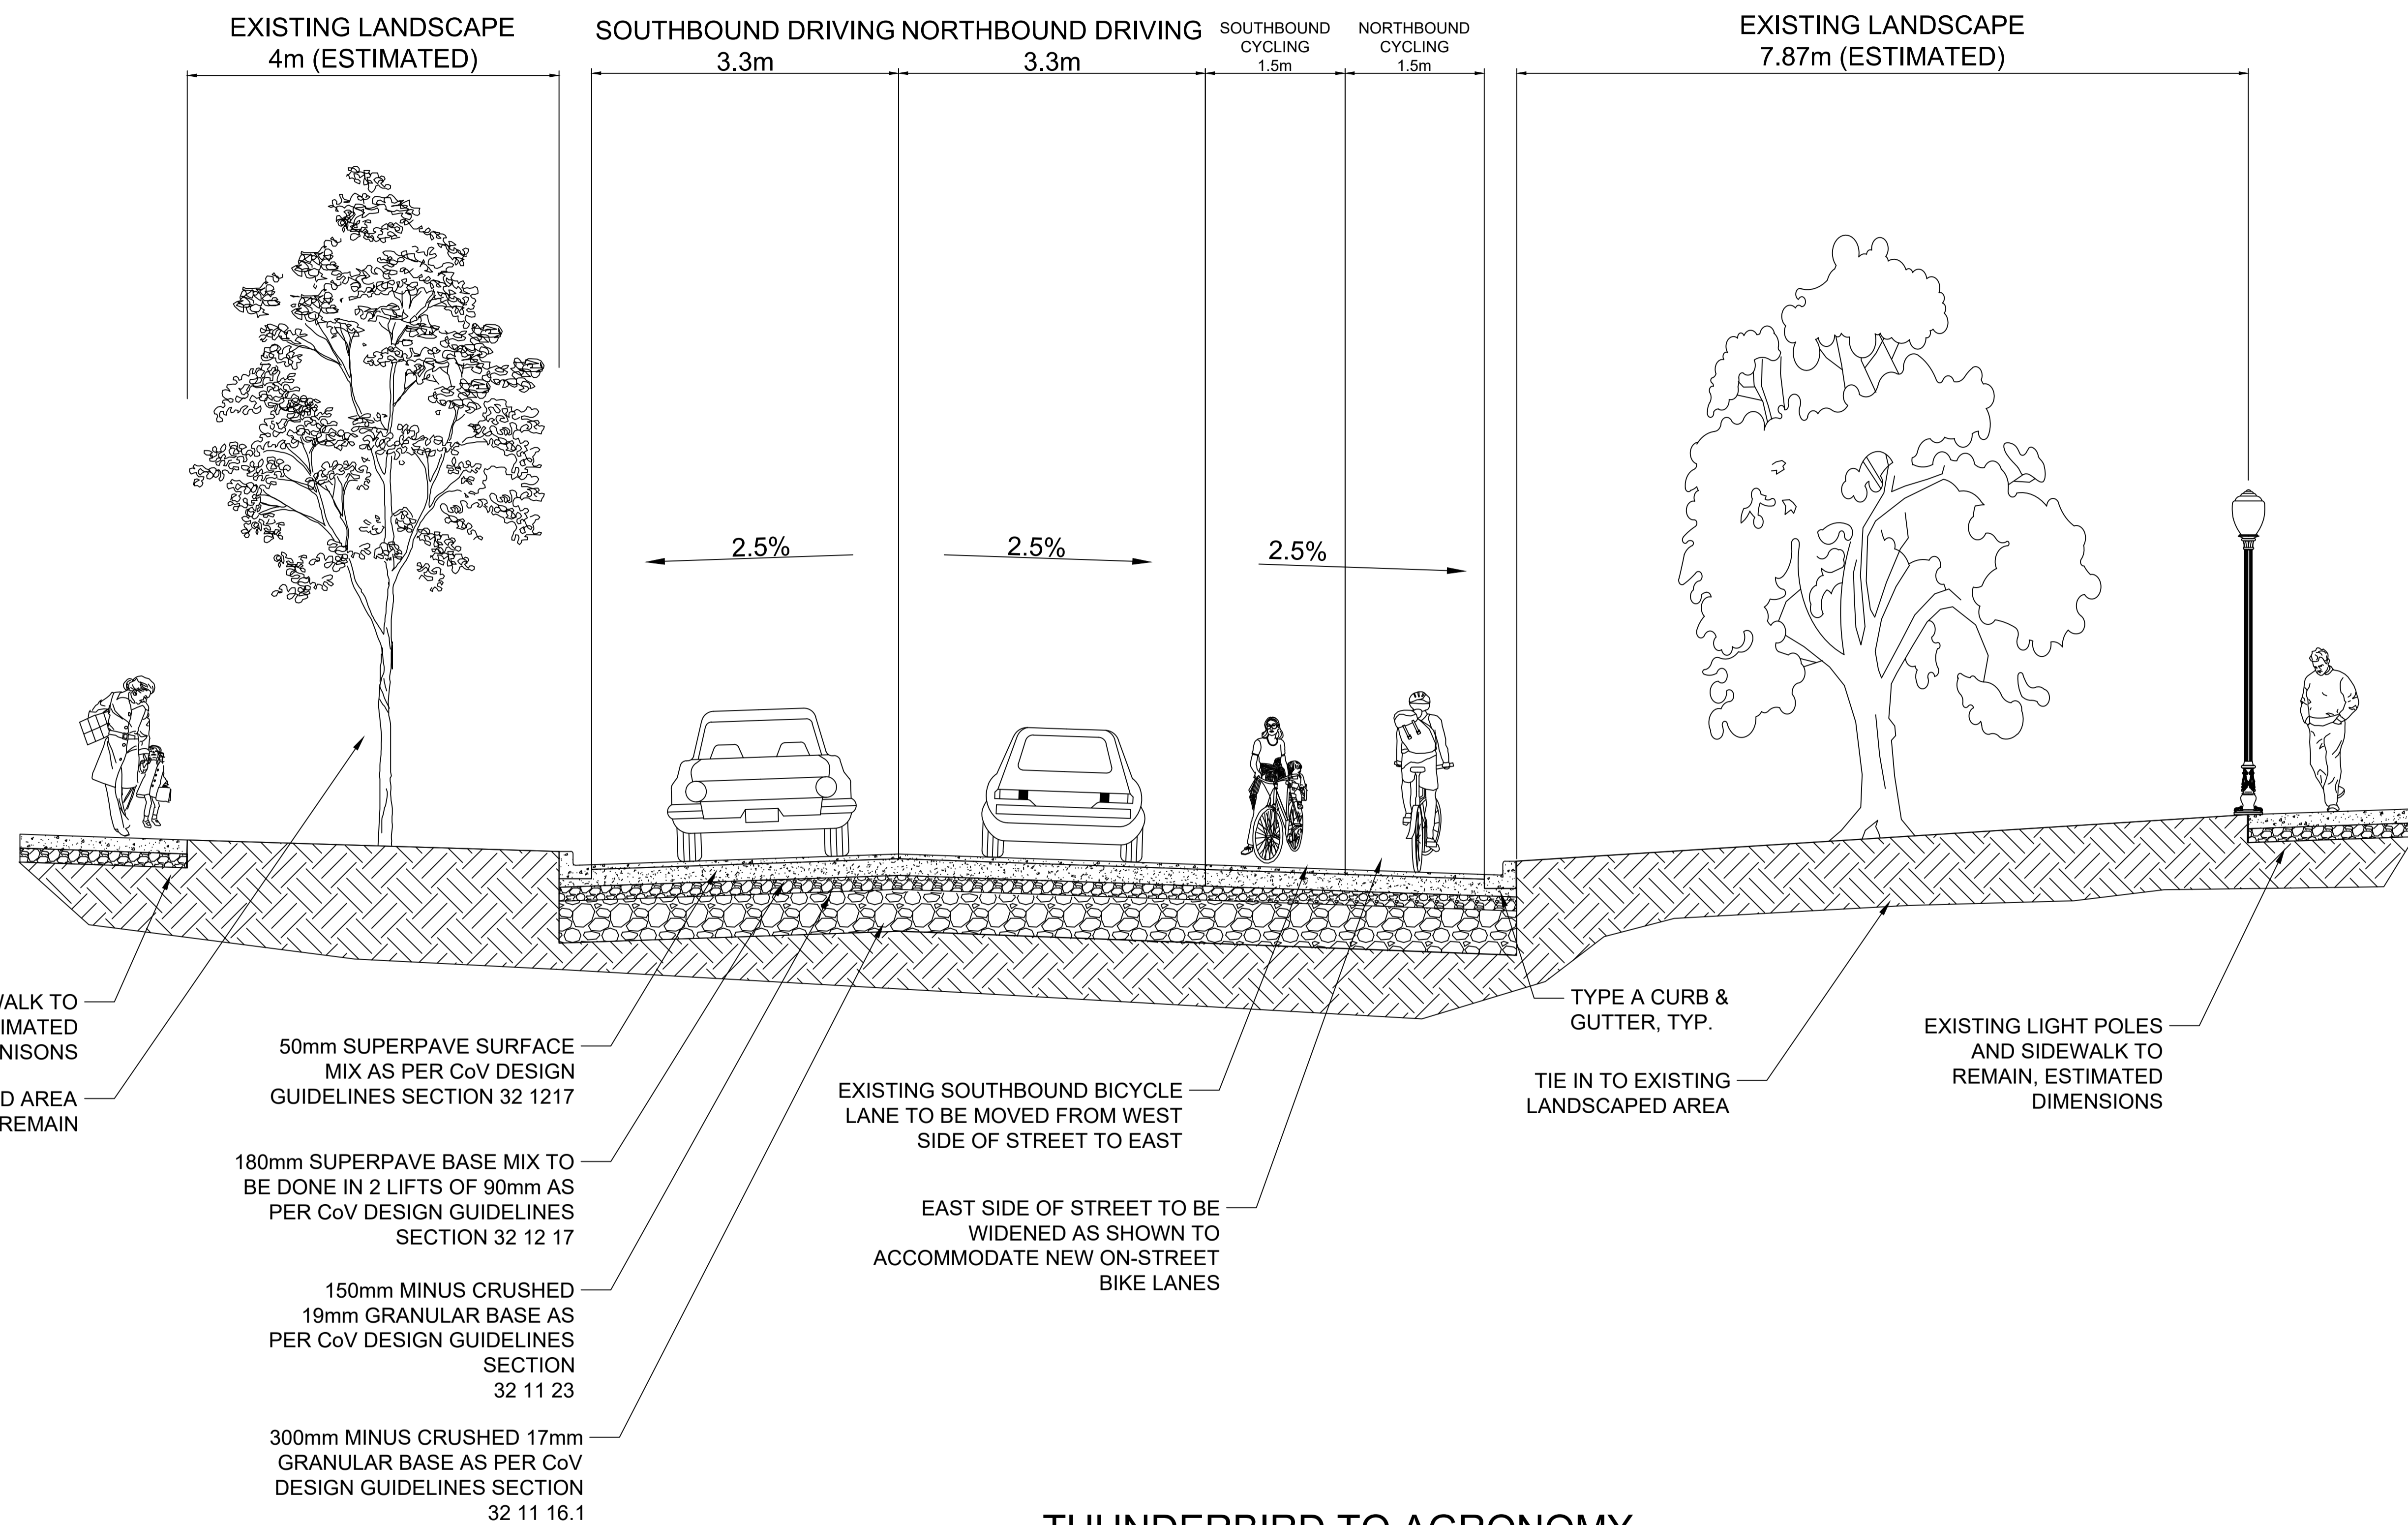 EXISTING LANDSCAPE
4m (ESTIMATED)
SOUTHBOUND DRIVING
3.3m
NORTHBOUND DRIVING
3.3m
SOUTHBOUND
CYCLING
1.5m
NORTHBOUND
CYCLING
1.5m
EXISTING LANDSCAPE
7.87m (ESTIMATED)
2.5%
2.5%
2.5%
TO
AREA
REMAIN
50mm SUPERPAVE SURFACE
MIX AS PER CoV DESIGN
GUIDELINES SECTION 32 1217
180mm SUPERPAVE BASE MIX TO
BE DONE IN 2 LIFTS OF 90mm AS
PER CoV DESIGN GUIDELINES
SECTION 32 12 17
150mm MINUS CRUSHED
19mm GRANULAR BASE AS
PER CoV DESIGN GUIDELINES
SECTION
32 11 23
300mm MINUS CRUSHED 17mm
GRANULAR BASE AS PER CoV
DESIGN GUIDELINES SECTION
32 11 16.1
EXISTING SOUTHBOUND BICYCLE
LANE TO BE MOVED FROM WEST
SIDE OF STREET TO EAST
EAST SIDE OF STREET TO BE
WIDENED AS SHOWN TO
ACCOMMODATE NEW ON-STREET
BIKE LANES
TYPE A CURB &
GUTTER, TYP.
TIE IN TO EXISTING
LANDSCAPED AREA
EXISTING LIGHT POLES
AND SIDEWALK TO
REMAIN, ESTIMATED
DIMENSIONS
THUNDERBIRD TO AGRONOMY